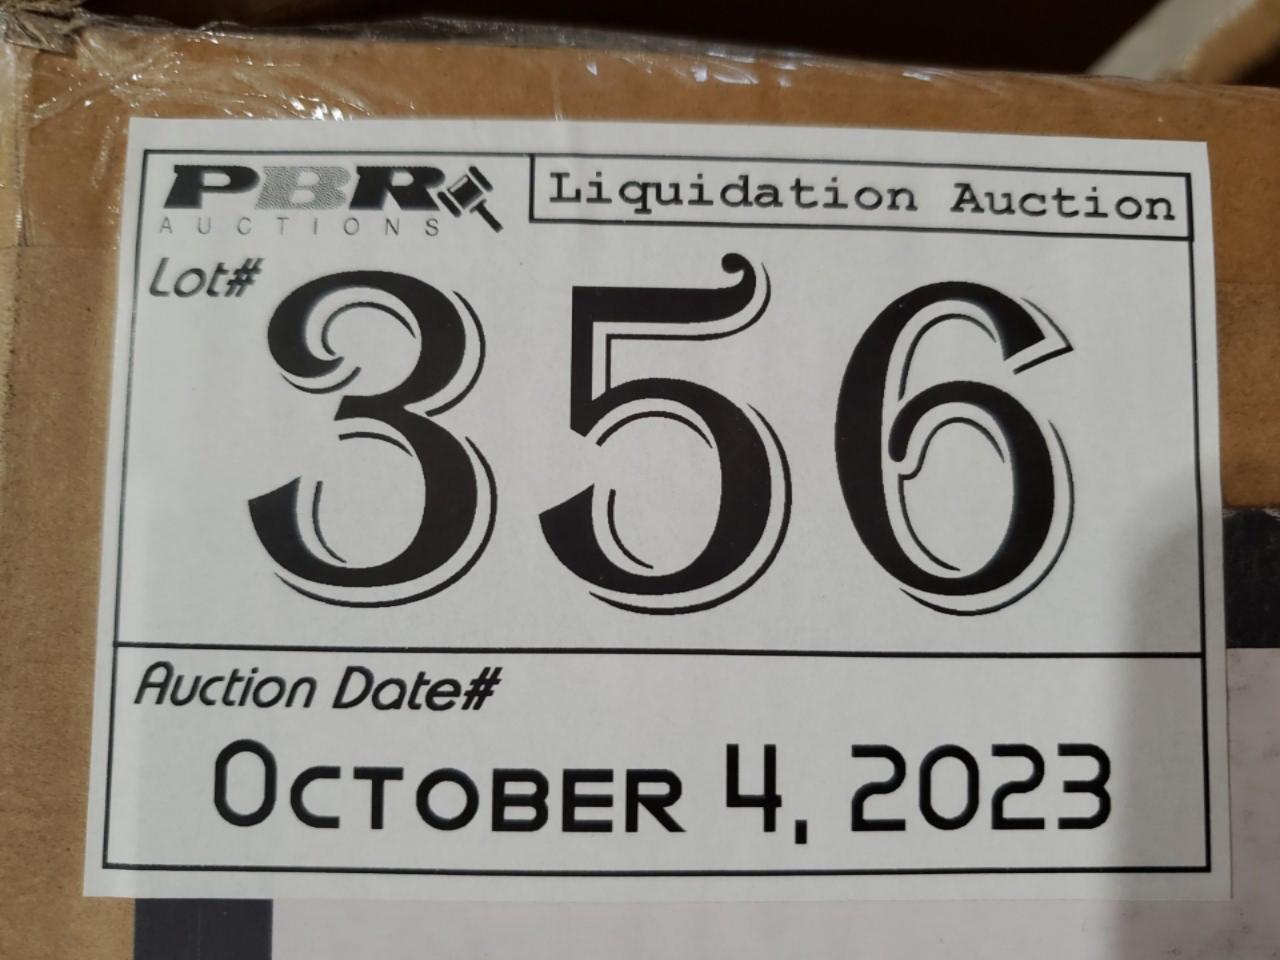 PBR
AUCTIONS
Liquidation Auction
Lot#
356
Auction Date#
October 4, 2023